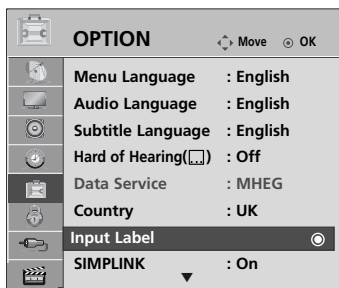 OPTION Move OK
Menu Language : English
Audio Language : English
Subtitle Language : English
Hard of Hearing( ) : Off
Data Service : MHEG
Country : UK
Input Label
SIMPLINK : On